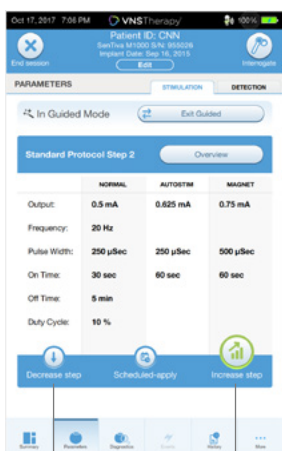 Oct 17, 2017 7:06 PM VNSTherapy 100%
Patient
ID: CNN
SenTiva M1000 S/N: 955028
Implant Date: Sep 16, 2015
End session Edit Interrogate
PARAMETERS STIMULATION DETECTION
In Guided Mode Exit Guided
Standard Protocol Step 2 Overview
NORMAL AUTOSTIM MAGNET
Output: 0.5 mA 0.625 mA 0.75 mA
Frequency: 20 Hz
Pulse Width: 250 µSec 250 µSec 500 µSec
On Time: 30 sec 60 sec 60 sec
Off Time: 5 min
Duty Cycle: 10 %
Decrease step Scheduled-apply Increase step
Summary Parameters Diagnostics Events History More